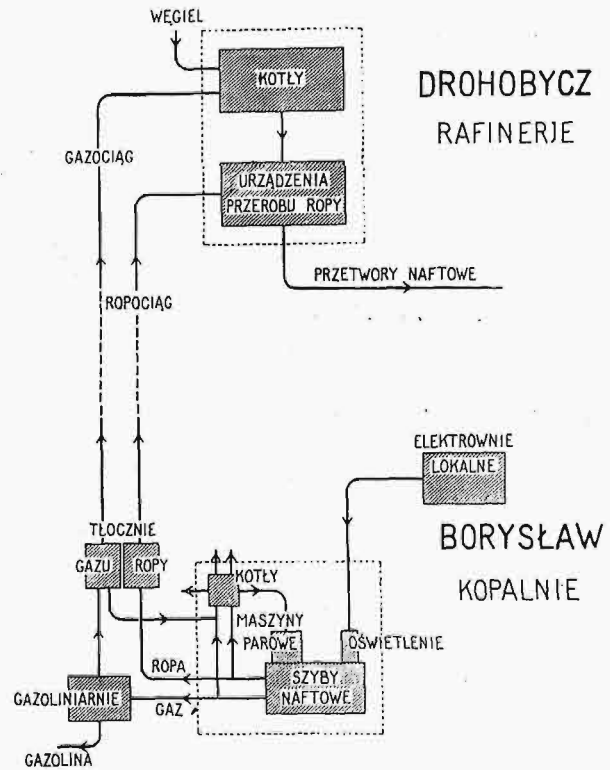 WĘGIEL
KOTŁY
DROHOBYCZ
RAFINERJE
GAZOCIĄG
URZĄDZENIA
PRZEROBU ROPY
PRZETWORY NAFTOWE
ROPOCIĄG
ELEKTROWNIE
LOKALNE
BORYSŁAW
KOPALNIE
TŁOCZNIE
GAZU
ROPY
KOTŁY
MASZYNY
PAROWE
OŚWIETLENIE
ROPA
SZYBY
NAFTOWE
GAZOLINIARNIE
GAZ
GAZOLINA